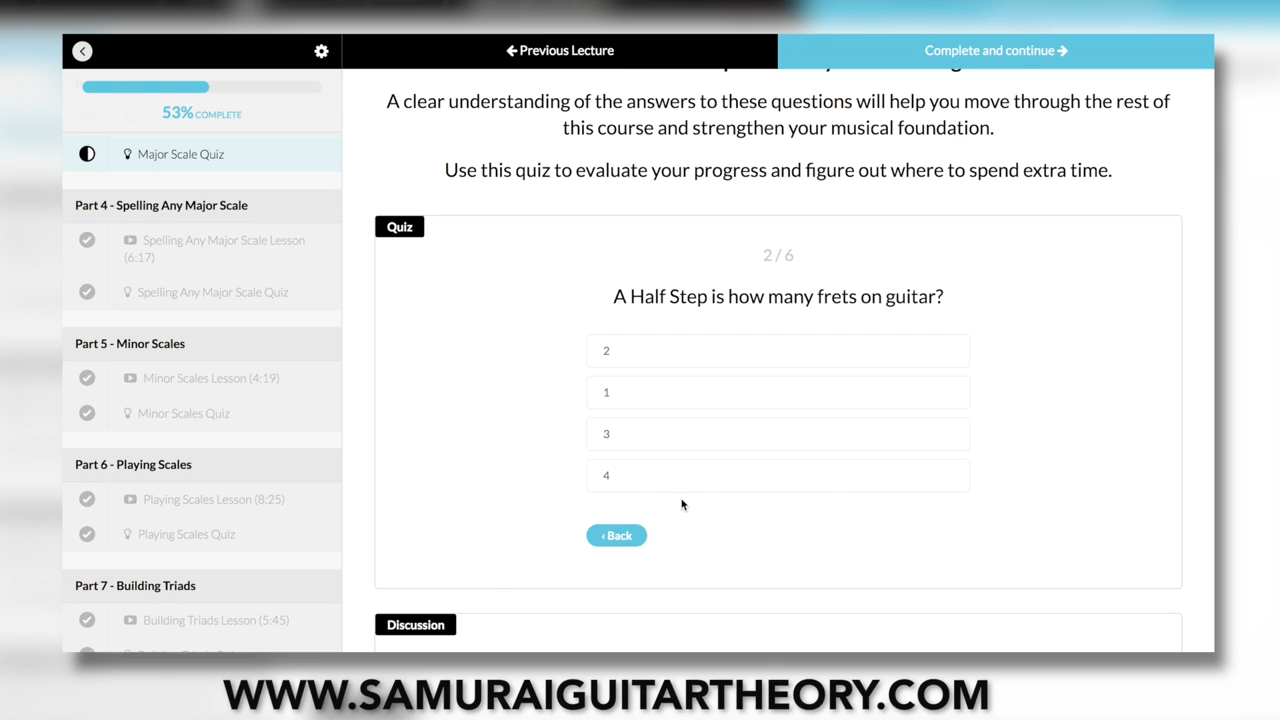 Previous Lecture
Complete and continue
53% COMPLETE
Major Scale Quiz
Part 4 - Spelling Any Major Scale
Spelling Any Major Scale Lesson
(6:17)
Spelling Any Major Scale Quiz
Part 5 - Minor Scales
Minor Scales Lesson (4:19)
Minor Scales Quiz
Part 6 - Playing Scales
Playing Scales Lesson (8:25)
Playing Scales Quiz
Part 7 - Building Triads
Building Triads Lesson (5:45)
A clear understanding of the answers to these questions will help you move through the rest of
this course and strengthen your musical foundation.
Use this quiz to evaluate your progress and figure out where to spend extra time.
Quiz
2 / 6
A Half Step is how many frets on guitar?
2
1
3
4
‹ Back
Discussion
WWW.SAMURAIGUITARTHEORY.COM